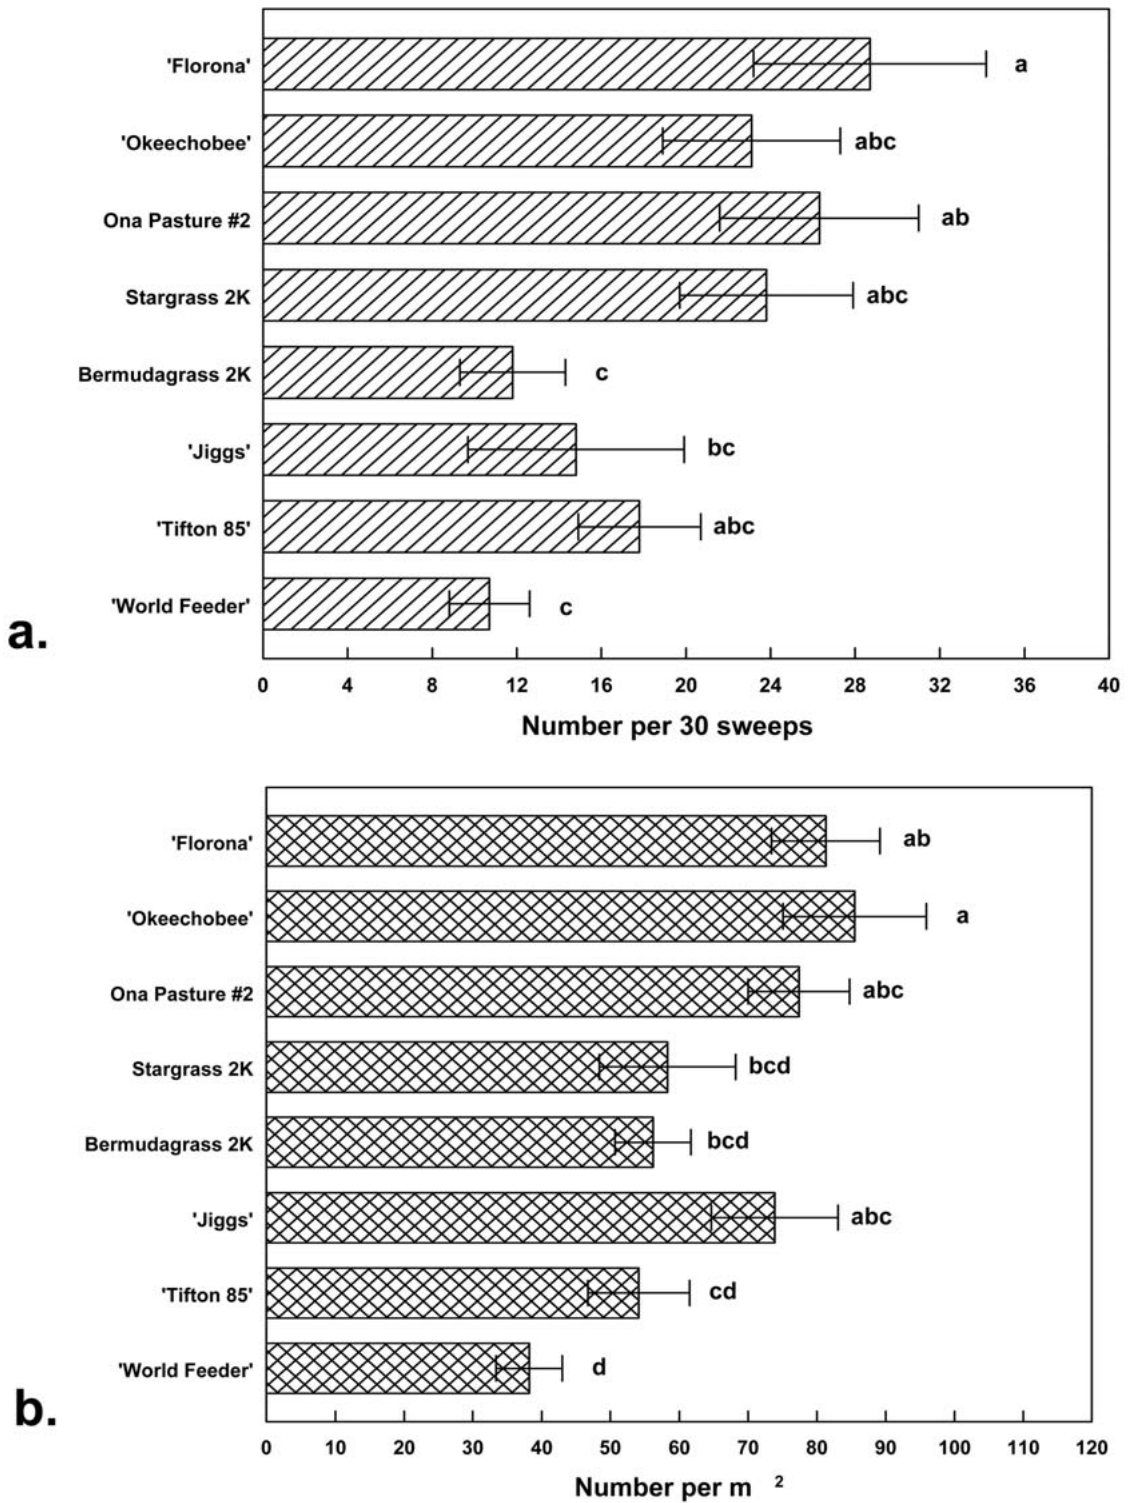 'Florona' a
'Okeechobee' abc
Ona Pasture #2 ab
Stargrass 2K abc
Bermudagrass 2K c
'Jiggs' bc
'Tifton 85' abc
'World Feeder' c
a.
0 4 8 12 16 20 24 28 32 36 40
Number per 30 sweeps
'Florona' ab
'Okeechobee' a
Ona Pasture #2 abc
Stargrass 2K bcd
Bermudagrass 2K bcd
'Jiggs' abc
'Tifton 85' cd
'World Feeder' d
b.
0 10 20 30 40 50 60 70 80 90 100 110 120
Number per m 2